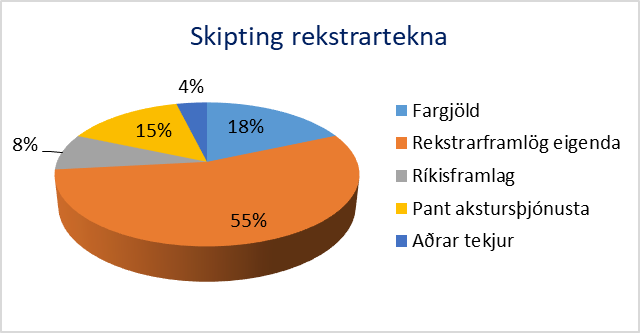 Skipting rekstrartekna
4%
18%
15%
8%
55%
Fargjöld
Rekstrarframlög eigenda
Ríkisframlag
Pant akstursþjónusta
Aðrar tekjur